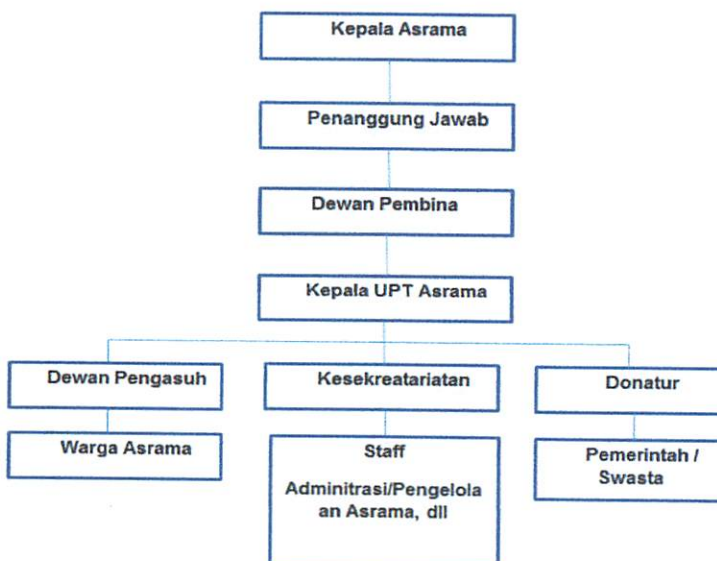 Kepala Asrama
Penanggung Jawab
Dewan Pembina
Kepala UPT Asrama
Dewan Pengasuh
Kesekreatariatan
Donatur
Warga Asrama
Staff
Adminitrasi/Pengelola
an Asrama, dll
Pemerintah /
Swasta